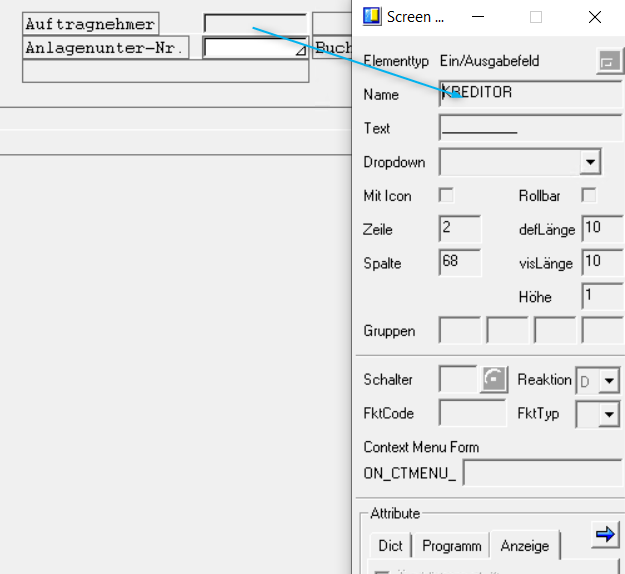 Auftragnehmer
Anlagenunter-Nr.
Buch
Screen ...
Elementtyp Ein/Ausgabefeld
Name KREDITOR
Text __________
Dropdown
Mit Icon Rollbar
Zeile 2 defLänge 10
Spalte 68 visLänge 10
Höhe 1
Gruppen
Schalter Reaktion D
FktCode FktTyp
Context Menu Form
ON_CTMENU_
Attribute
Dict Programm Anzeige